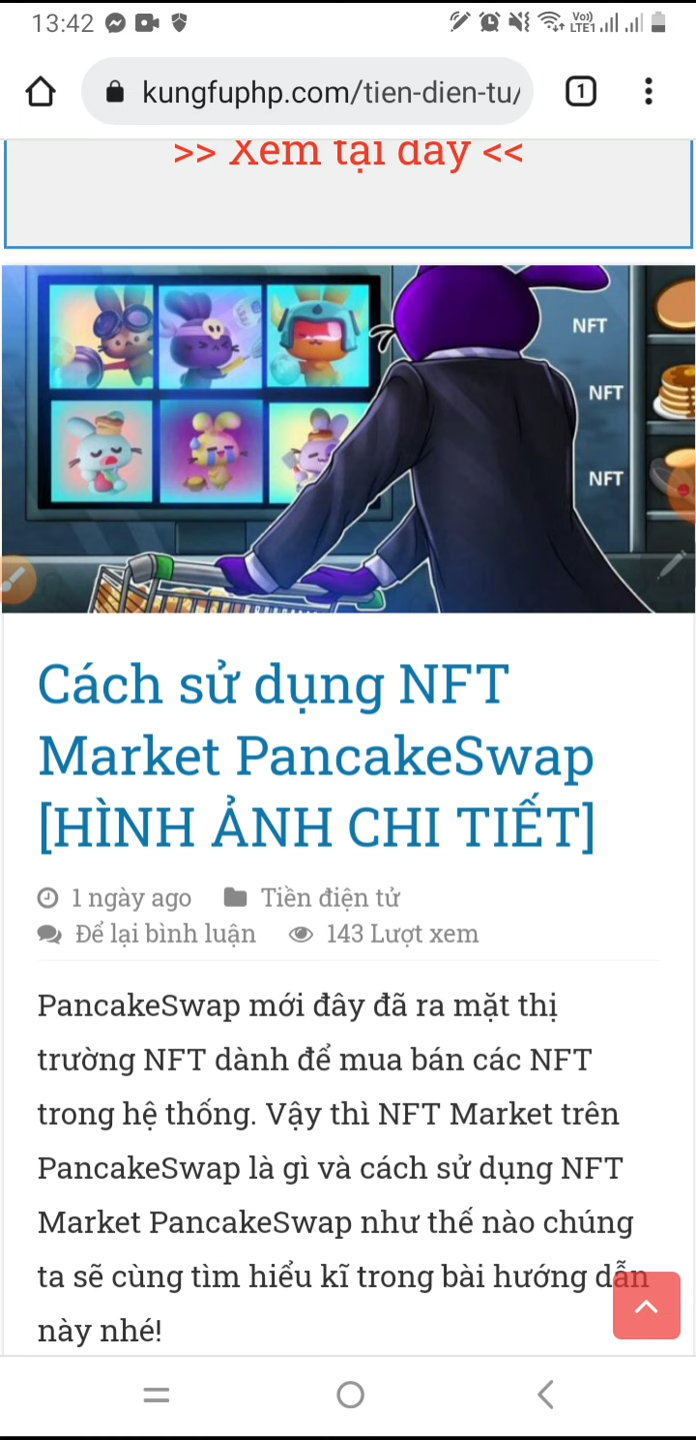 13:42
Vo))
LTE1
kungfuphp.com/tien-dien-tu/
1
>> Xem tại đây <<
NFT
NFT
NFT
Cách sử dụng NFT
Market PancakeSwap
[HÌNH ẢNH CHI TIẾT]
1 ngày ago Tiền điện tử
Để lại bình luận 143 Lượt xem
PancakeSwap mới đây đã ra mặt thị
trường NFT dành để mua bán các NFT
trong hệ thống. Vậy thì NFT Market trên
PancakeSwap là gì và cách sử dụng NFT
Market PancakeSwap như thế nào chúng
ta sẽ cùng tìm hiểu kĩ trong bài hướng dẫn
này nhé!